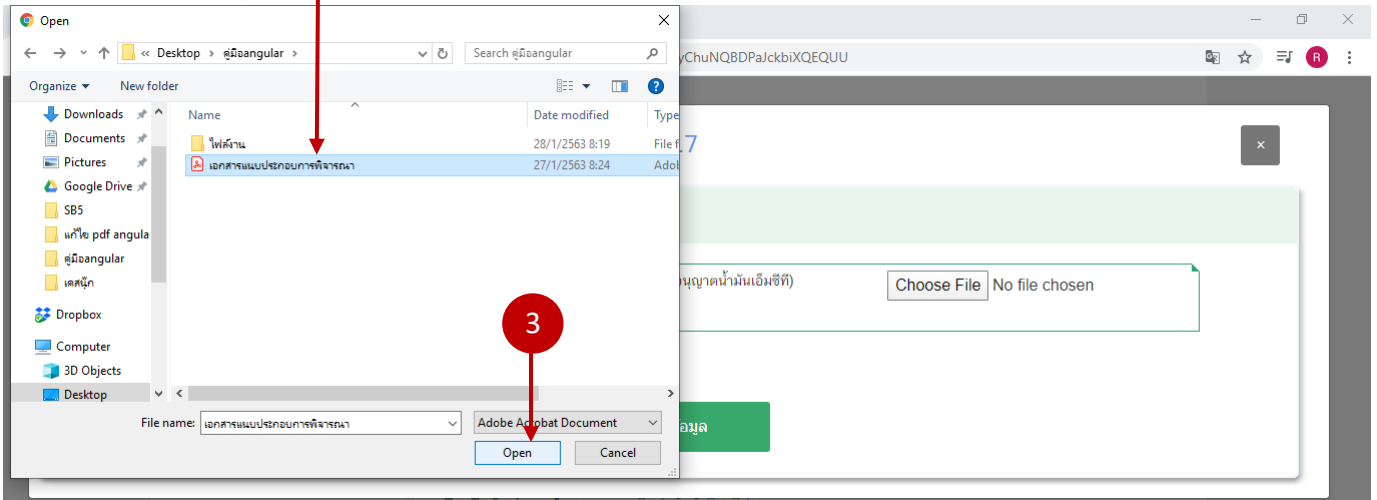 Open
« Desktop › คู่มือangular ›
Search คู่มือangular
yChuNQBDPaJckbiXQEQUU
R
Organize
New folder
Downloads
Documents
Pictures
Google Drive
SB5
แก้ไข pdf angula
คู่มือangular
เดสนุ๊ก
Dropbox
Computer
3D Objects
Desktop
Name
Date modified
Type
ไฟล์งาน
28/1/2563 8:19
File f
เอกสารแนบประกอบการพิจารณา
27/1/2563 8:24
Adob
.7
×
นุญาตน้ำมันเอ็มซีที)
Choose File
No file chosen
3
File name:
เอกสารแนบประกอบการพิจารณา
Adobe Acrobat Document
Open
Cancel
อมูล